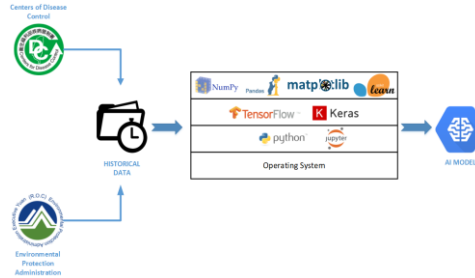 Centers of Disease
Control
NumPy
Pandas
matplotlib
learn
TensorFlow
K Keras
python
jupyter
HISTORICAL
DATA
Operating System
AI MODEL
Environmental
Protection
Administration